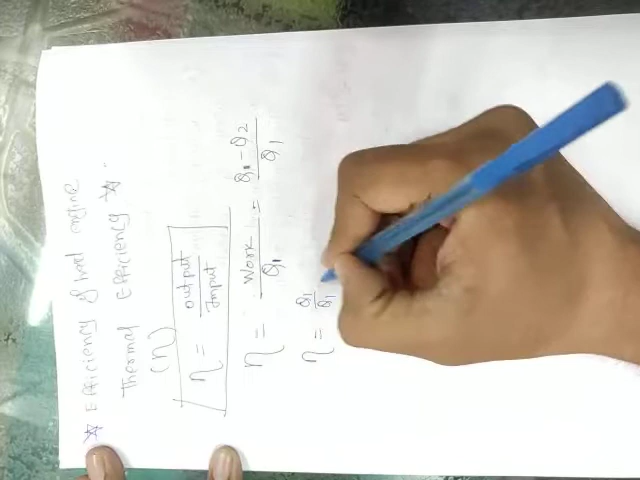 ☆ Efficiency of heat engine
Thermal Efficiency ☆.
(η)
η = output / Input
η = Work / Q₁ = Q₁ - Q₂ / Q₁
η = Q₁ / Q₁